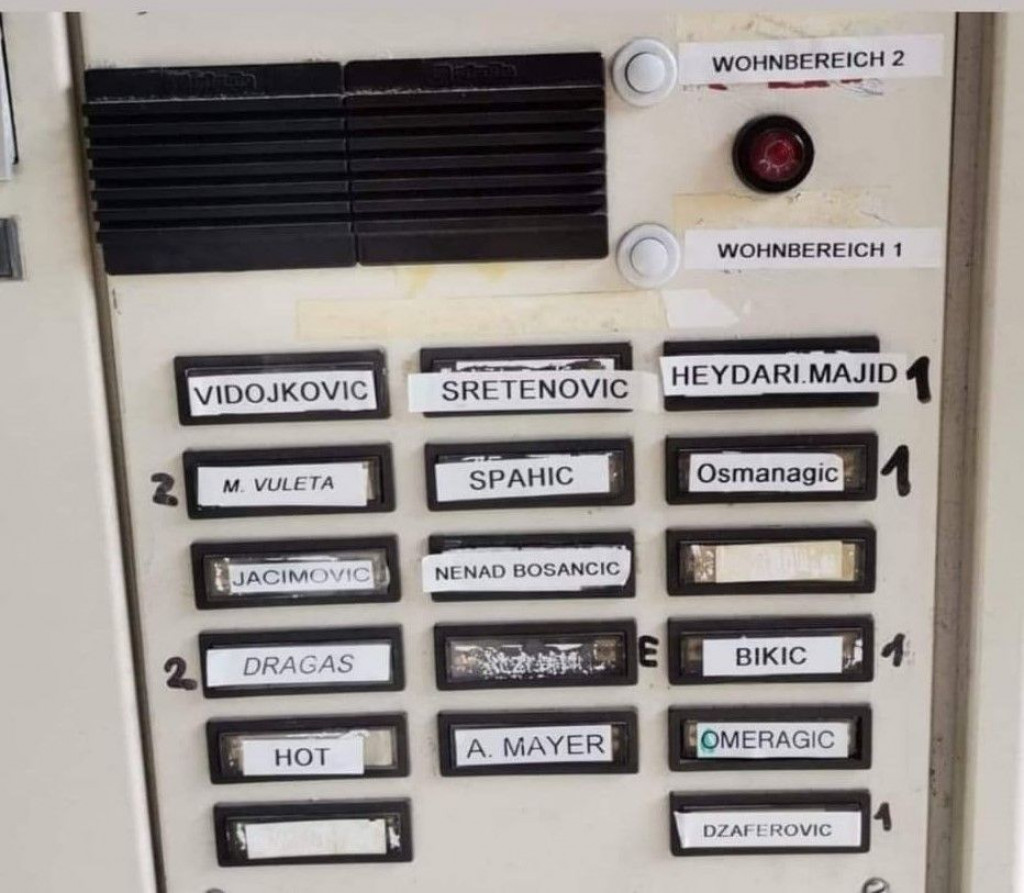 WOHNBEREICH 2
WOHNBEREICH 1
VIDOJKOVIC SRETENOVIC HEYDARI.MAJID 1
2 M. VULETA SPAHIC Osmanagic 1
JACIMOVIC NENAD BOSANCIC
2 DRAGAS E BIKIC 1
HOT A. MAYER OMERAGIC
DZAFEROVIC 1